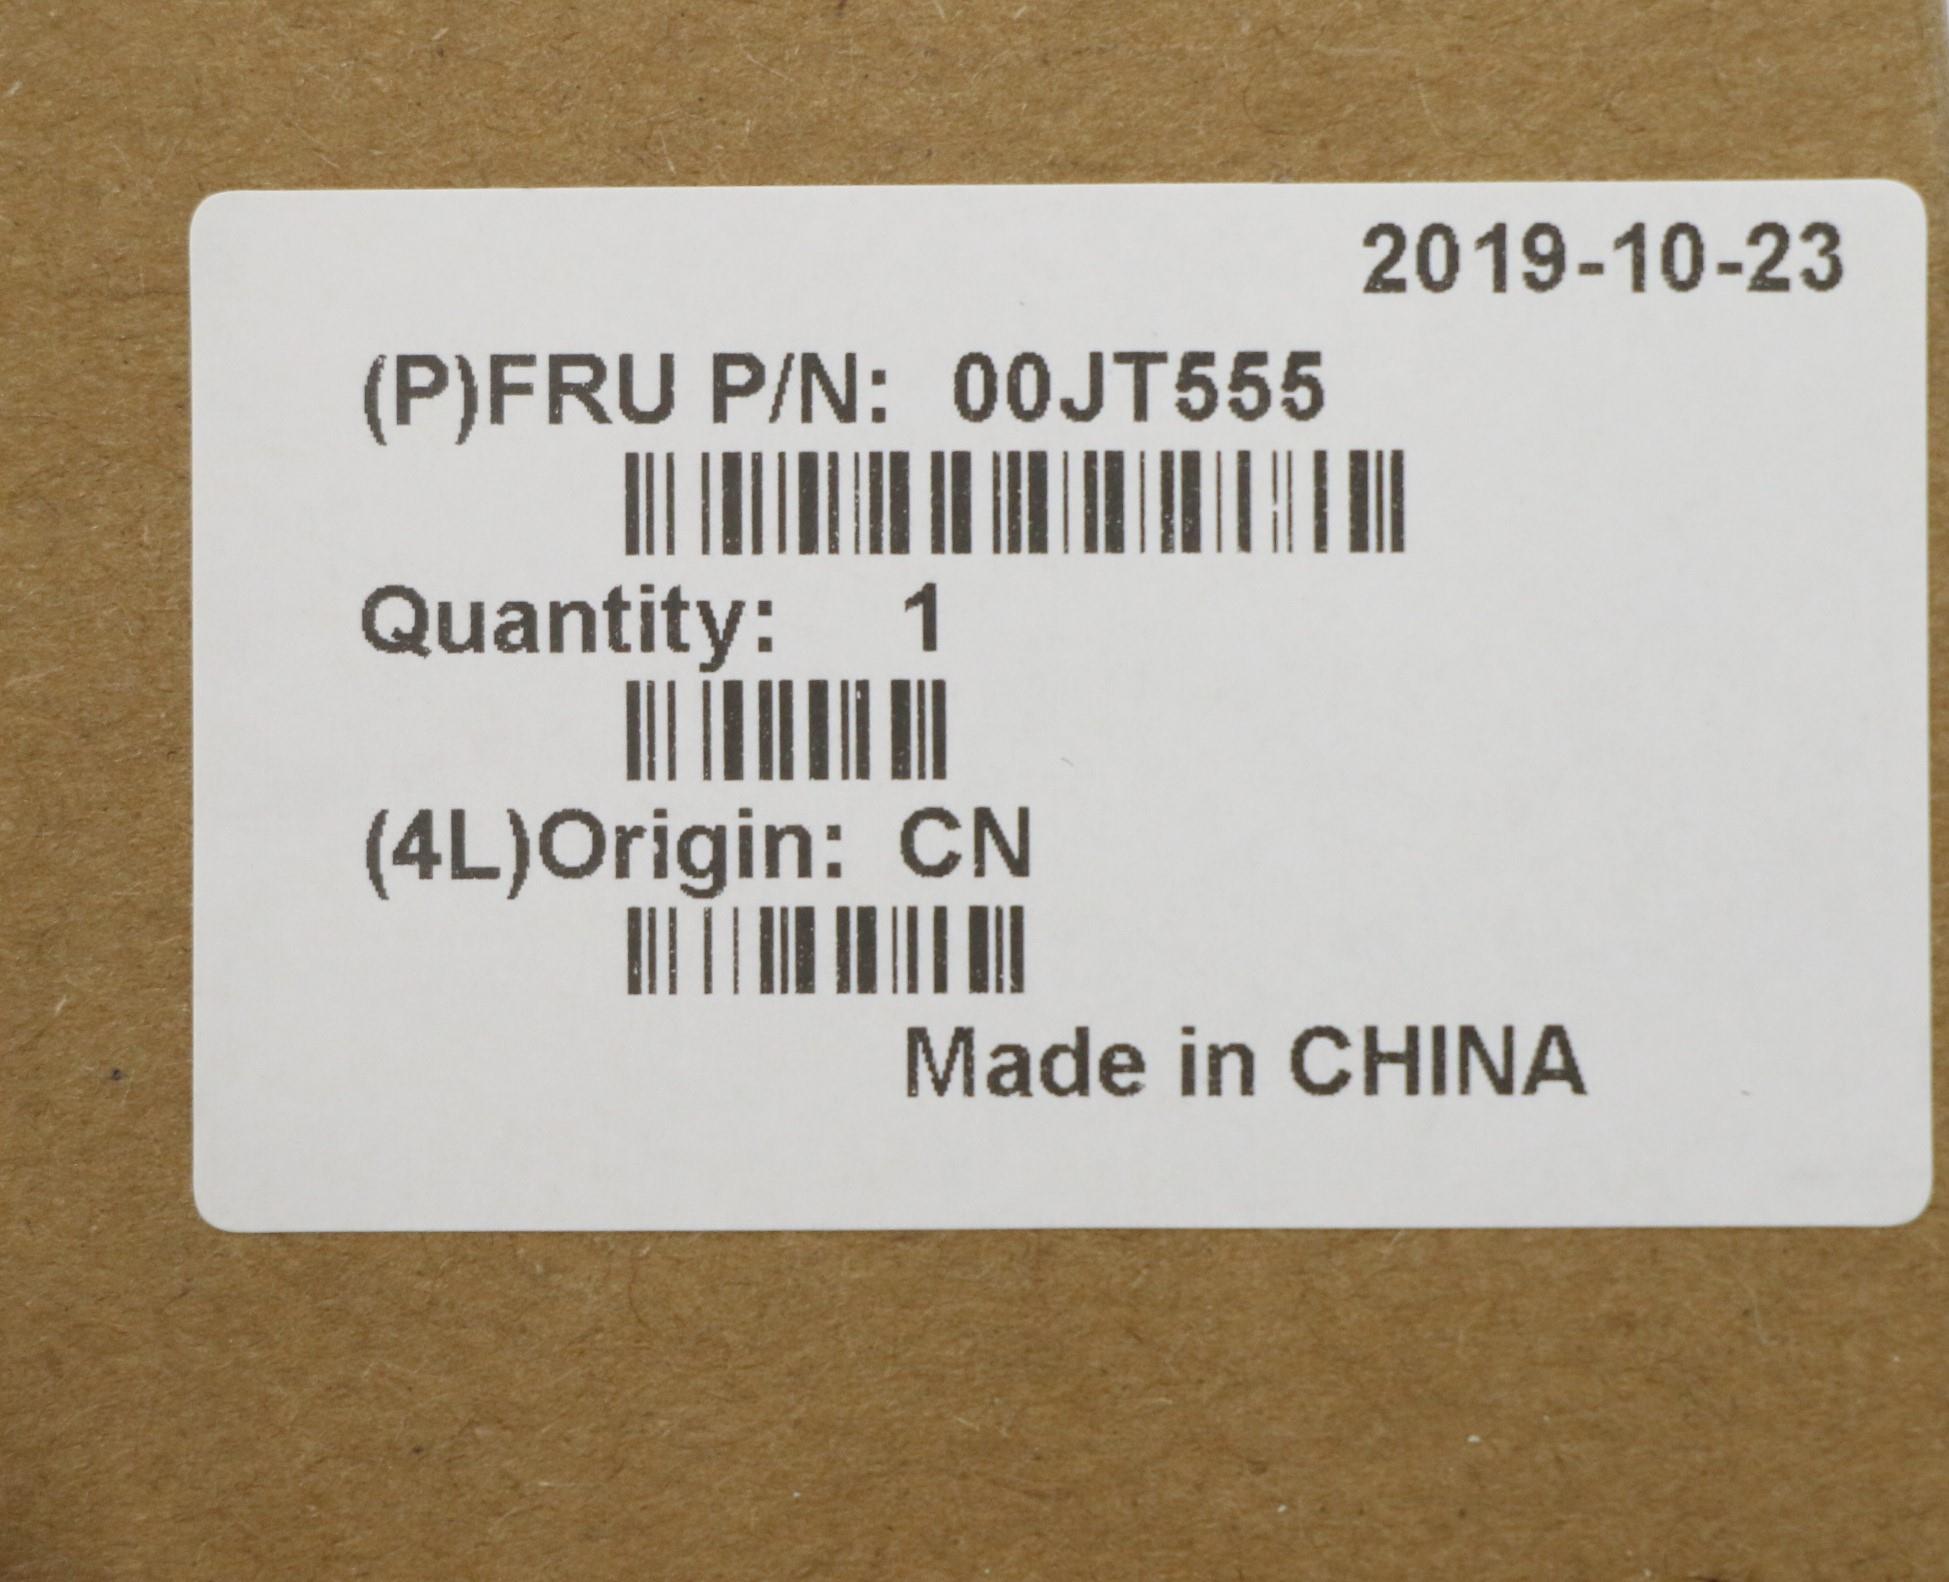 2019-10-23
(P)FRU P/N: 00JT555
Quantity: 1
(4L)Origin: CN
Made in CHINA